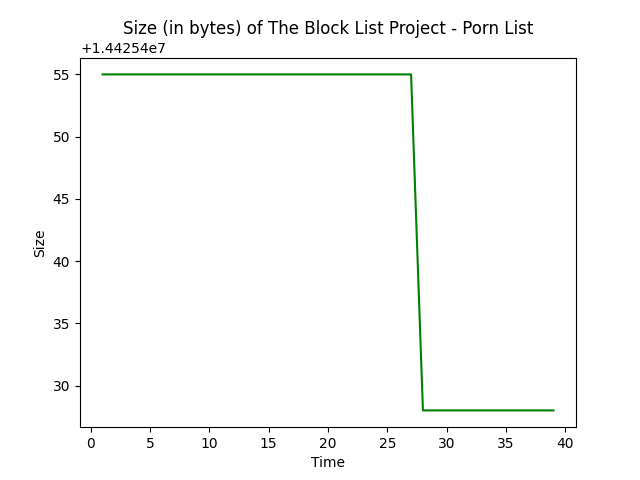 Size (in bytes) of The Block List Project - Porn List
+1.44254e7
55
50
45
40
35
30
Size
0 5 10 15 20 25 30 35 40
Time